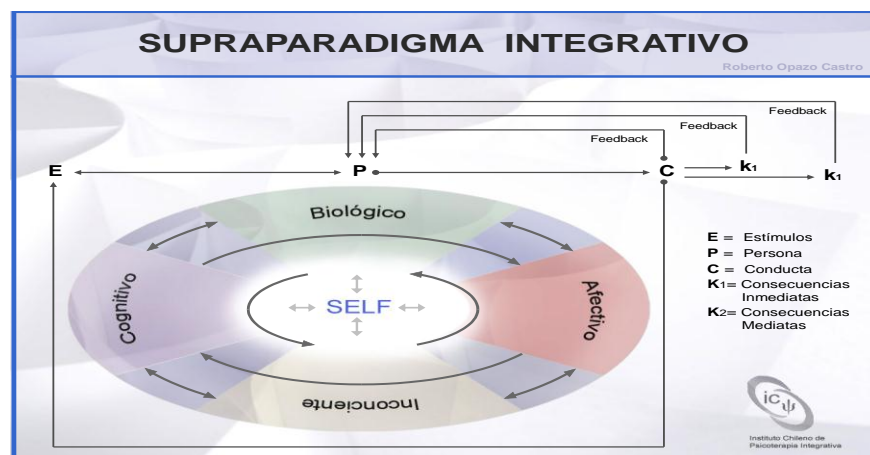 SUPRAPARADIGMA INTEGRATIVO
Roberto Opazo Castro
Feedback
Feedback
Feedback
E
P
C
k1
k1
Biológico
Cognitivo
SELF
Afectivo
Inconciente
E = Estímulos
P = Persona
C = Conducta
K1= Consecuencias
Inmediatas
K2= Consecuencias
Mediatas
ic ψ
Instituto Chileno de
Psicoterapia Integrativa